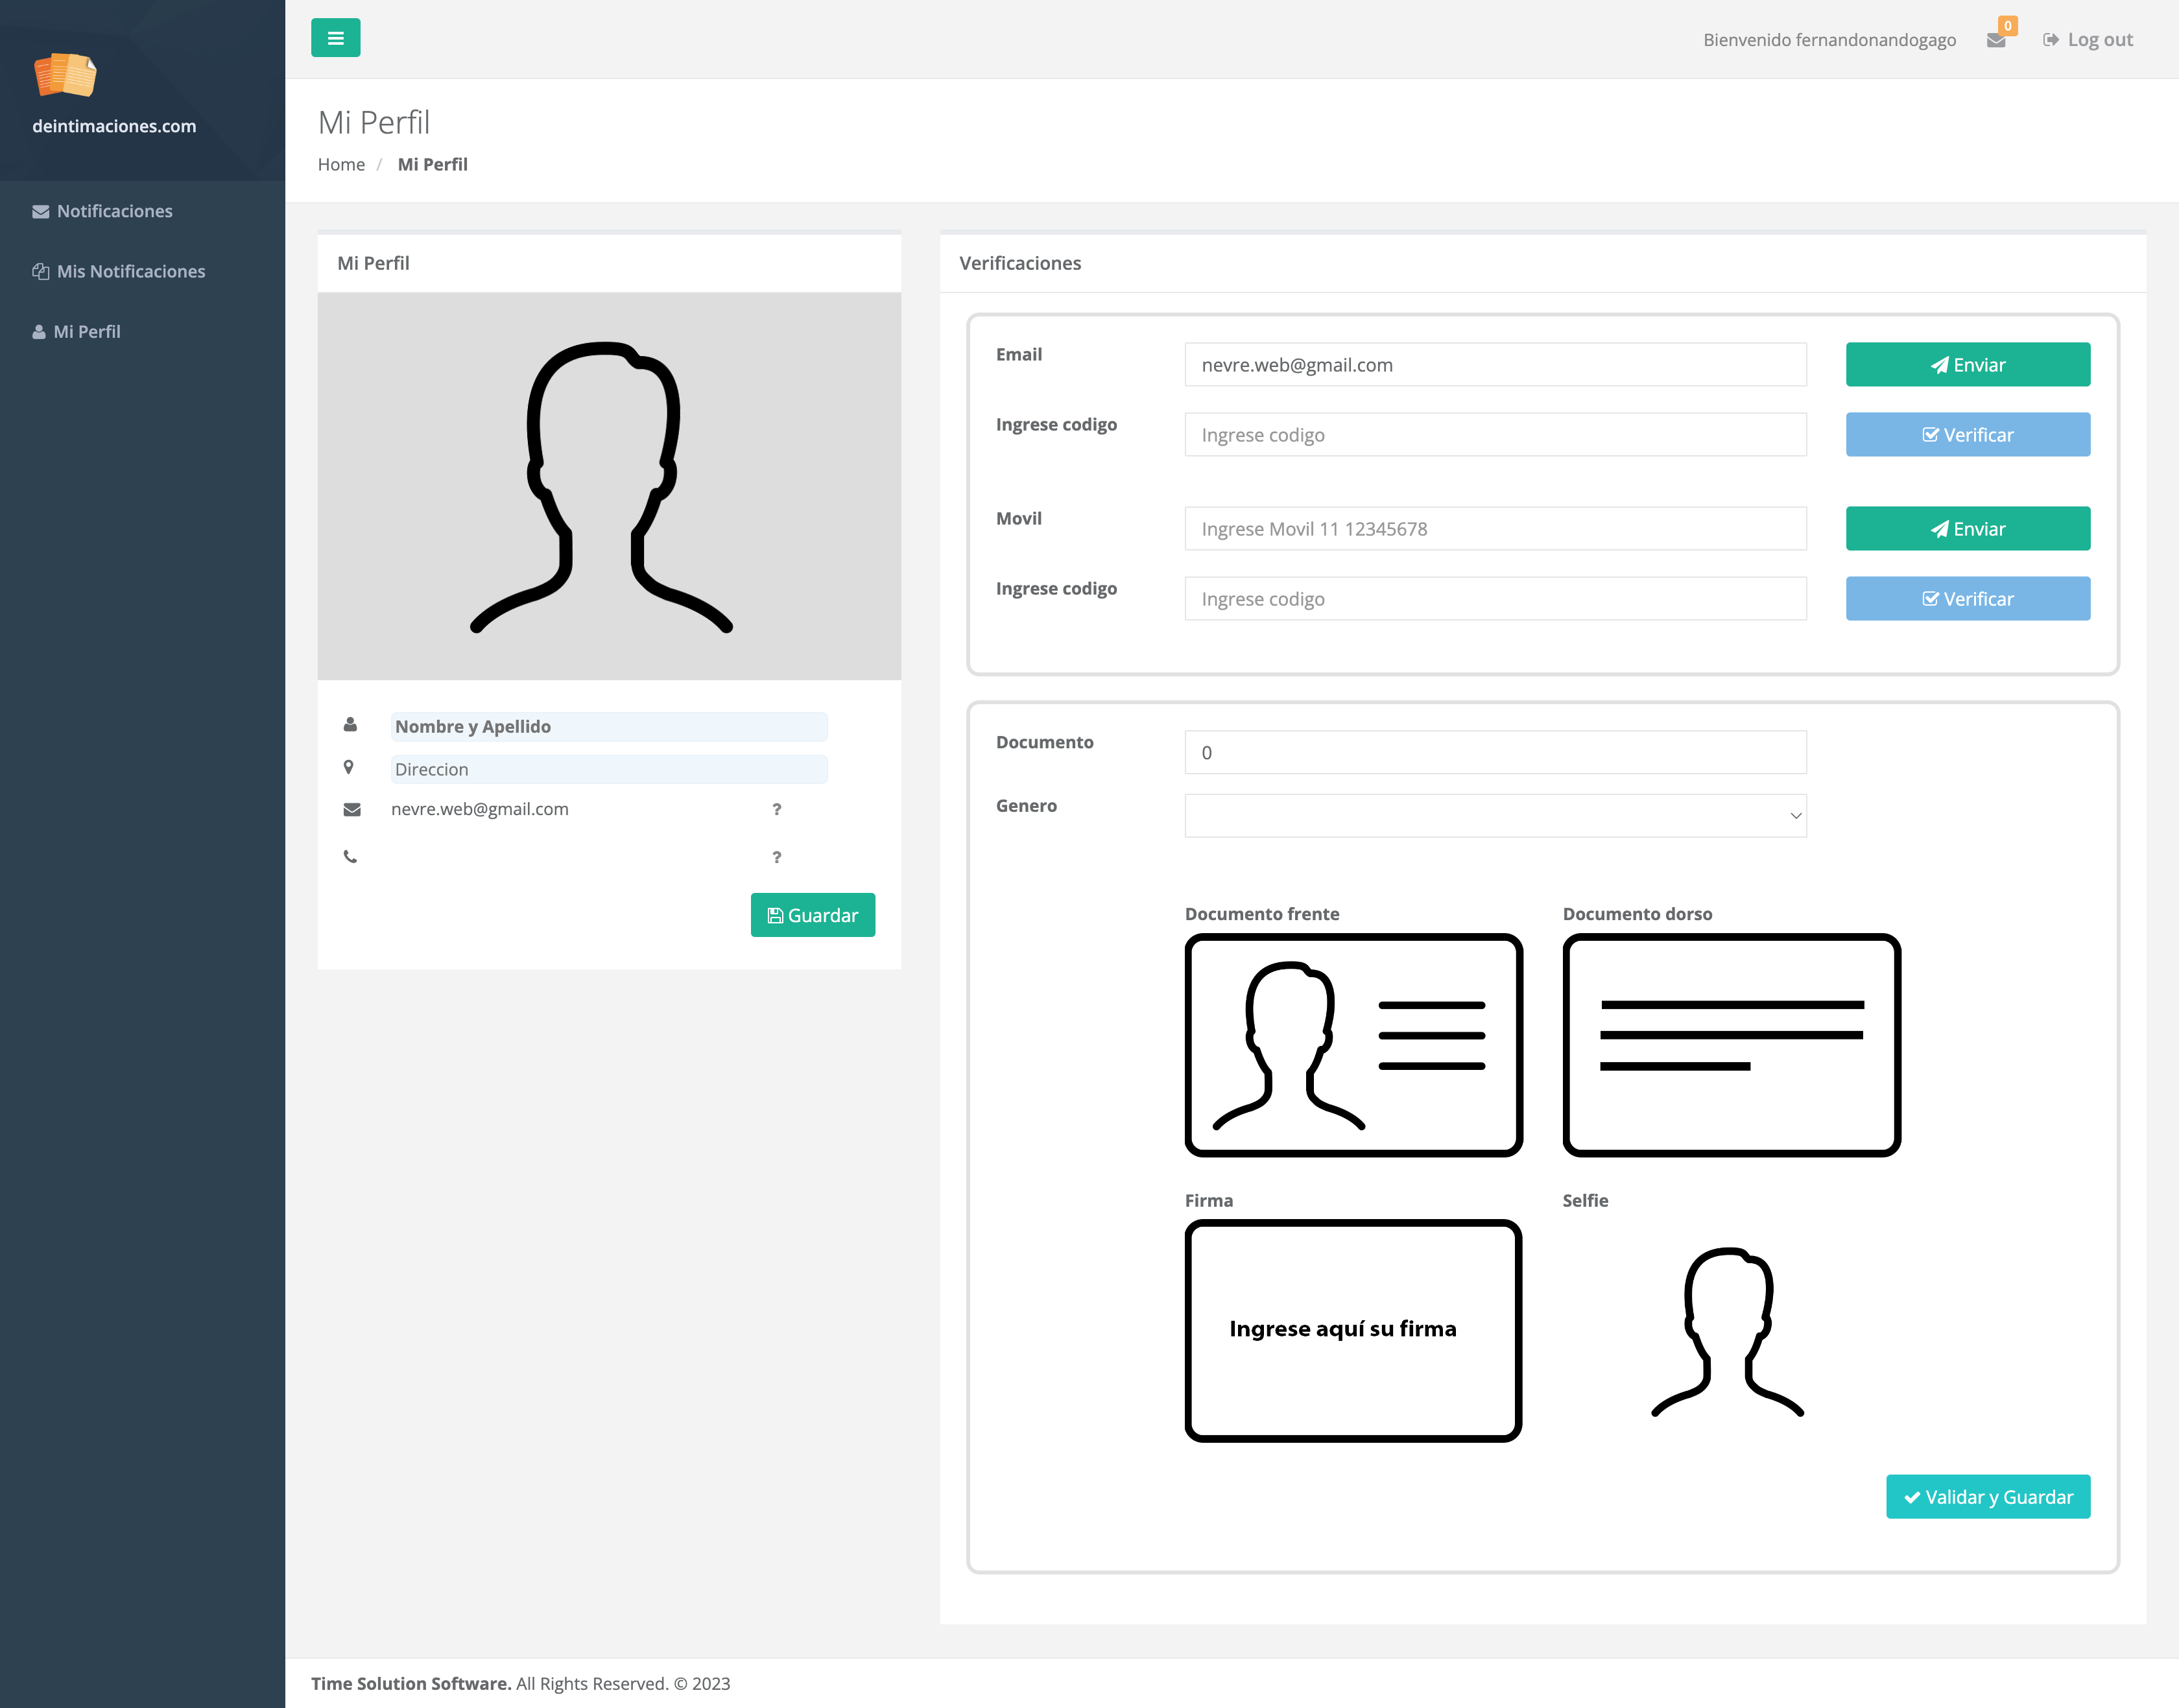 deintimaciones.com
Notificaciones
Mis Notificaciones
Mi Perfil
Bienvenido fernandonandogago
0
Log out
Mi Perfil
Home / Mi Perfil
Mi Perfil
Nombre y Apellido
Direccion
nevre.web@gmail.com ?
?
Guardar
Verificaciones
Email nevre.web@gmail.com Enviar
Ingrese codigo Ingrese codigo Verificar
Movil Ingrese Movil 11 12345678 Enviar
Ingrese codigo Ingrese codigo Verificar
Documento 0
Genero
Documento frente Documento dorso
Firma Selfie
Ingrese aquí su firma
Validar y Guardar
Time Solution Software. All Rights Reserved. © 2023